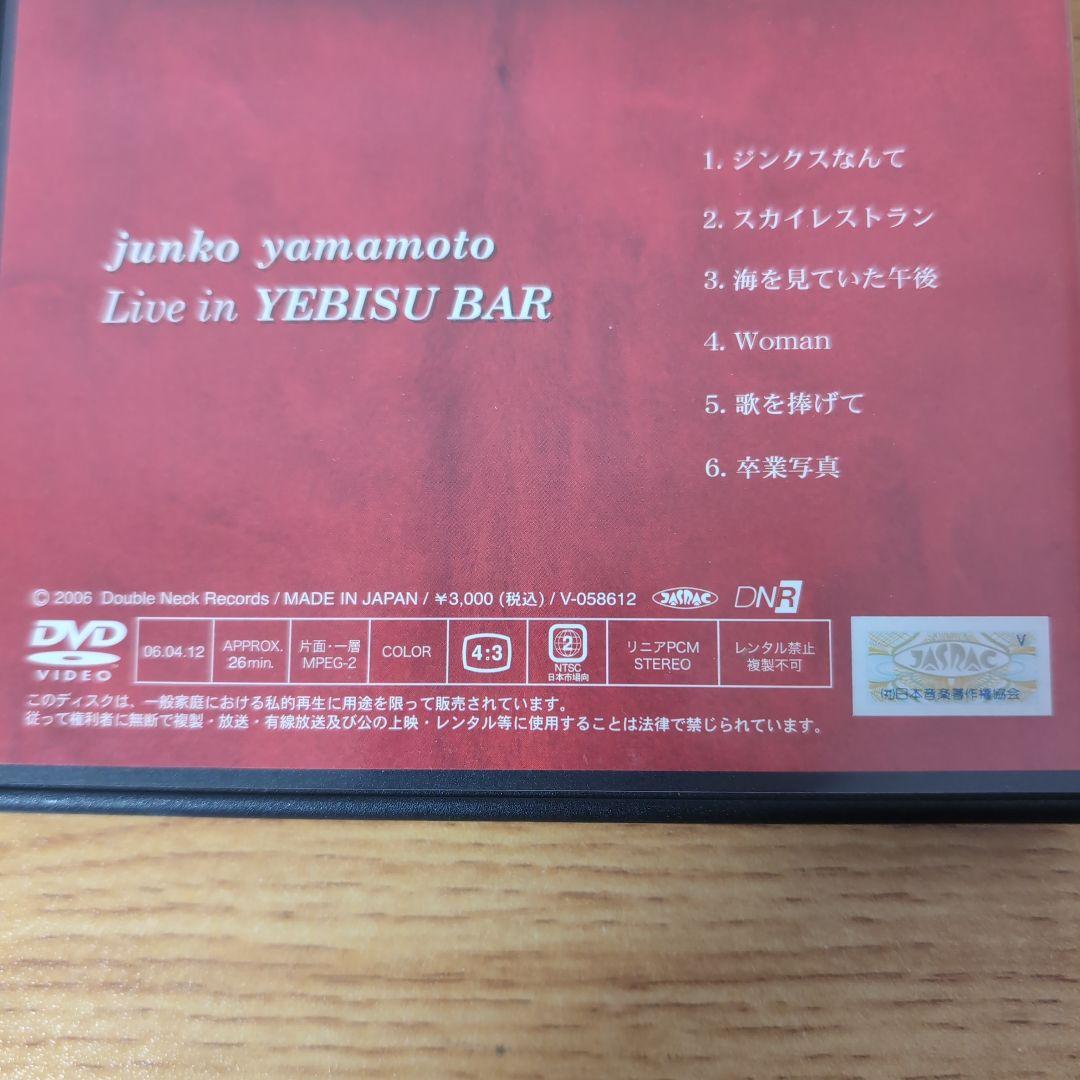 junko yamamoto
Live in YEBISU BAR
1. ジンクスなんて
2. スカイレストラン
3. 海を見ていた午後
4. Woman
5. 歌を捧げて
6. 卒業写真
© 2006 Double Neck Records / MADE IN JAPAN / ¥3,000 (税込) / V-058612 JASRAC DNR
DVD
VIDEO
06.04.12
APPROX.
26min.
片面・一層
MPEG-2
COLOR
4:3
2
NTSC
日本市場向
リニアPCM
STEREO
レンタル禁止
複製不可
このディスクは、一般家庭における私的再生に用途を限って販売されています。
従って権利者に無断で複製・放送・有線放送及び公の上映・レンタル等に使用することは法律で禁じられています。
V
JASRAC
(社)日本音楽著作権協会